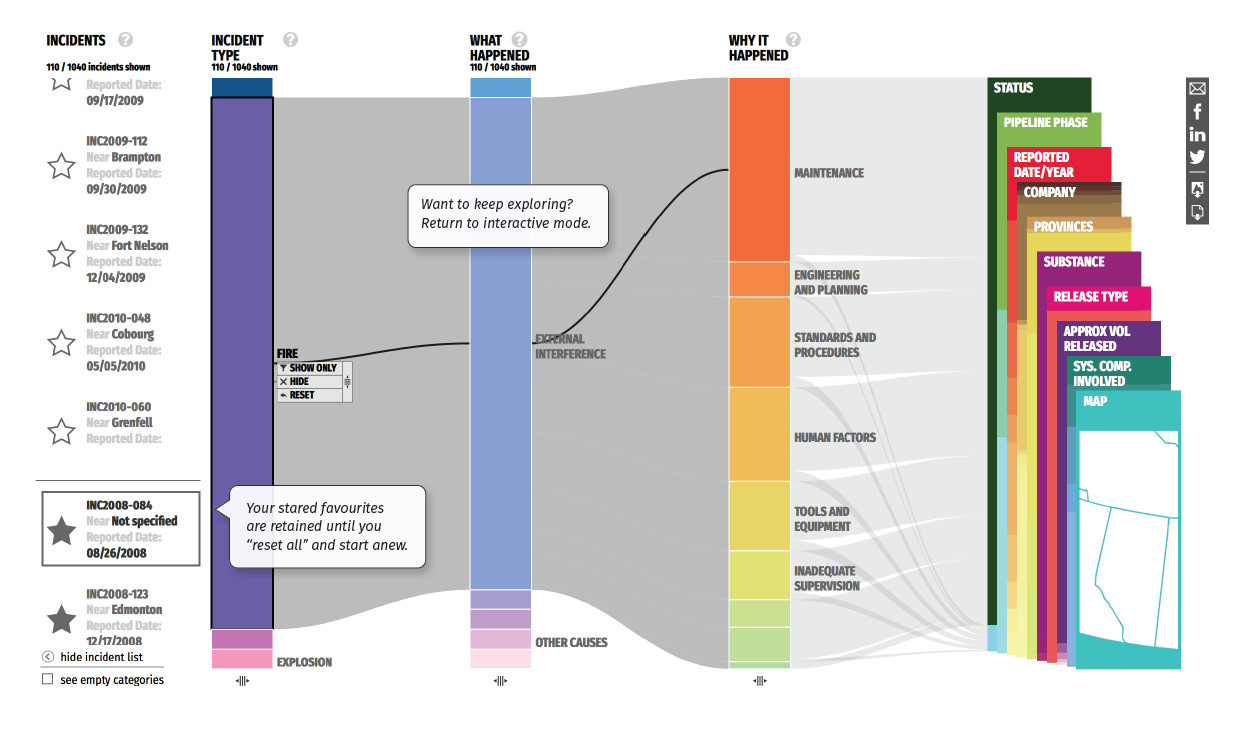 INCIDENTS ?
110 / 1040 incidents shown
Reported Date:
09/17/2009
INC2009-112
Near Brampton
Reported Date:
09/30/2009
INC2009-132
Near Fort Nelson
Reported Date:
12/04/2009
INC2010-048
Near Cobourg
Reported Date:
05/05/2010
INC2010-060
Near Grenfell
Reported Date:
INC2008-084
Near Not specified
Reported Date:
08/26/2008
INC2008-123
Near Edmonton
Reported Date:
12/17/2008
hide incident list
see empty categories
INCIDENT ?
TYPE
110 / 1040 shown
FIRE
SHOW ONLY
HIDE
RESET
Your stared favourites
are retained until you
“reset all” and start anew.
EXPLOSION
WHAT ?
HAPPENED
110 / 1040 shown
Want to keep exploring?
Return to interactive mode.
EXTERNAL
INTERFERENCE
OTHER CAUSES
WHY IT ?
HAPPENED
MAINTENANCE
ENGINEERING
AND PLANNING
STANDARDS AND
PROCEDURES
HUMAN FACTORS
TOOLS AND
EQUIPMENT
INADEQUATE
SUPERVISION
STATUS
PIPELINE PHASE
REPORTED
DATE/YEAR
COMPANY
PROVINCES
SUBSTANCE
RELEASE TYPE
APPROX VOL
RELEASED
SYS. COMP.
INVOLVED
MAP
f
in